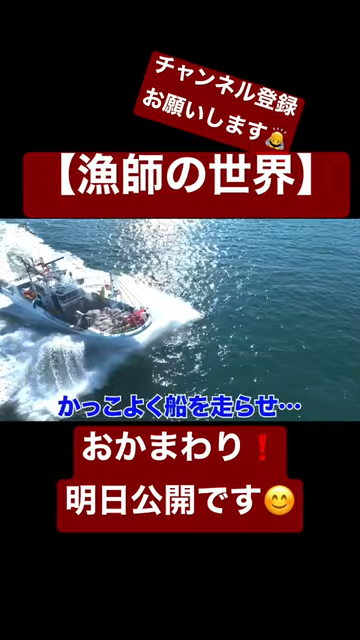 チャンネル登録
お願いします🙇
【漁師の世界】
かっこよく船を走らせ…
おかまわり❗
明日公開です😊